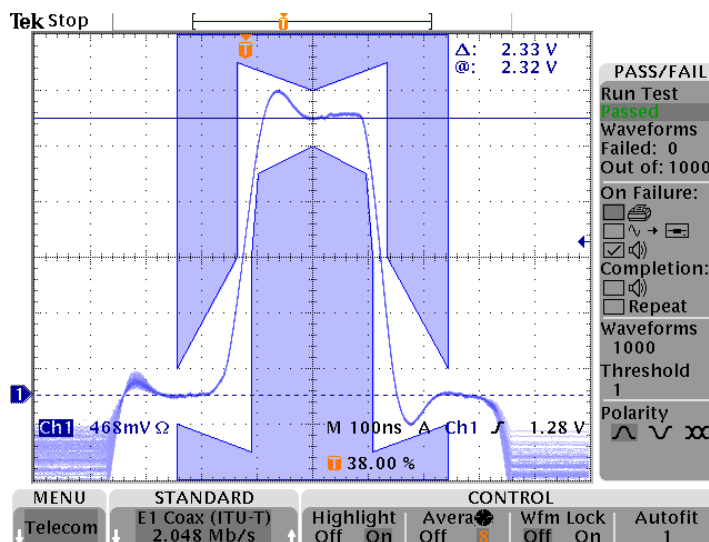 Tek Stop
T
T
Δ: 2.33 V
@: 2.32 V
1
Ch1 468mVΩ
M 100ns A Ch1 1.28 V
T 38.00 %
PASS/FAIL
Run Test
Passed
Waveforms
Failed: 0
Out of: 1000
On Failure:
Completion:
Repeat
Waveforms
1000
Threshold
1
Polarity
MENU
Telecom
STANDARD
E1 Coax (ITU-T)
2.048 Mb/s
CONTROL
Highlight
Off On
Average
Off 8
Wfm Lock
Off On
Autofit
1